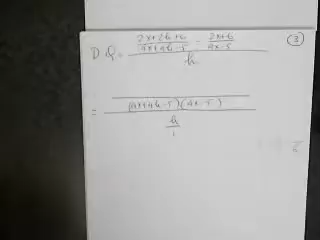 D.Q. = ((2x+2h+6)/(4x+4h-5) - (2x+6)/(4x-5))/h
③
= /((4x+4h-5)(4x-5))
h/1